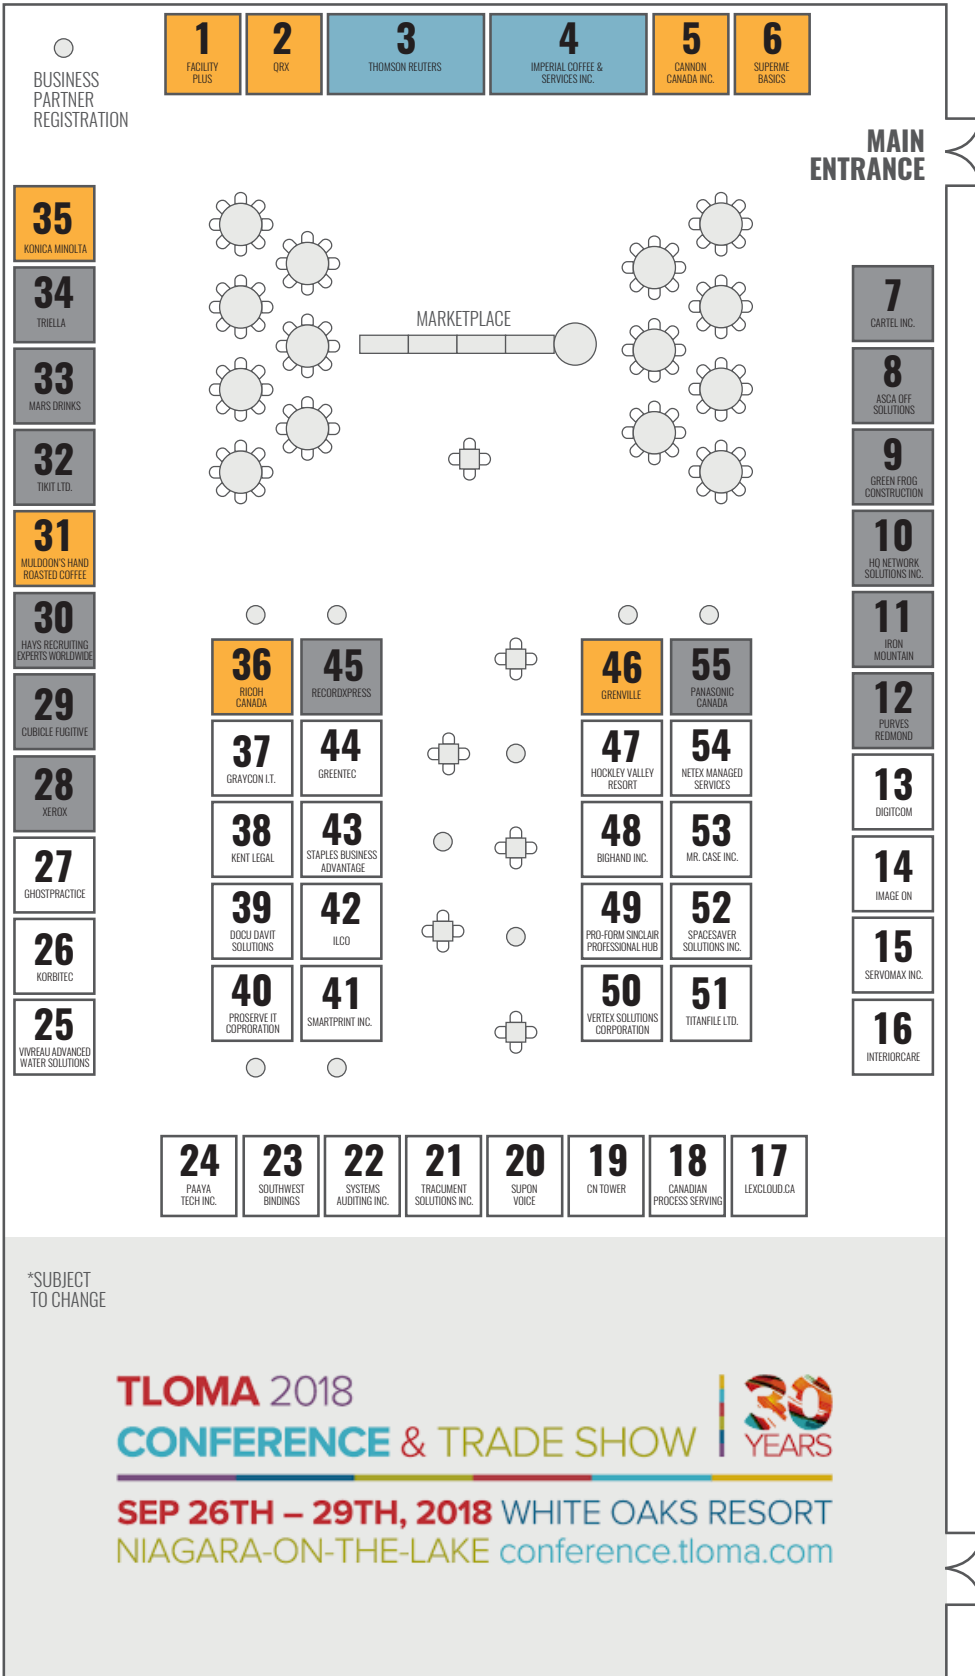 BUSINESS
PARTNER
REGISTRATION
1
FACILITY
PLUS
2
QRX
3
THOMSON REUTERS
4
IMPERIAL COFFEE &
SERVICES INC.
5
CANNON
CANADA INC.
6
SUPERME
BASICS
MAIN
ENTRANCE
35
KONICA MINOLTA
34
TRIELLA
33
MARS DRINKS
32
TIKIT LTD.
31
MULDOON'S HAND
ROASTED COFFEE
30
HAYS RECRUITING
EXPERTS WORLDWIDE
29
CUBICLE FUGITIVE
28
XEROX
27
GHOSTPRACTICE
26
KORBITEC
25
VIVREAU ADVANCED
WATER SOLUTIONS
MARKETPLACE
7
CARTEL INC.
8
ASCA OFF
SOLUTIONS
9
GREEN FROG
CONSTRUCTION
10
HQ NETWORK
SOLUTIONS INC.
11
IRON
MOUNTAIN
12
PURVES
REDMOND
13
DIGITCOM
14
IMAGE ON
15
SERVOMAX INC.
16
INTERIORCARE
36
RICOH
CANADA
45
RECORDXPRESS
37
GRAYCON I.T.
44
GREENTEC
38
KENT LEGAL
43
STAPLES BUSINESS
ADVANTAGE
39
DOCU DAVIT
SOLUTIONS
42
ILCO
40
PROSERVE IT
COPRORATION
41
SMARTPRINT INC.
46
GRENVILLE
55
PANASONIC
CANADA
47
HOCKLEY VALLEY
RESORT
54
NETEX MANAGED
SERVICES
48
BIGHAND INC.
53
MR. CASE INC.
49
PRO-FORM SINCLAIR
PROFESSIONAL HUB
52
SPACESAVER
SOLUTIONS INC.
50
VERTEX SOLUTIONS
CORPORATION
51
TITANFILE LTD.
24
PAAYA
TECH INC.
23
SOUTHWEST
BINDINGS
22
SYSTEMS
AUDITING INC.
21
TRACUMENT
SOLUTIONS INC.
20
SUPON
VOICE
19
CN TOWER
18
CANADIAN
PROCESS SERVING
17
LEXCLOUD.CA
*SUBJECT
TO CHANGE
TLOMA 2018
CONFERENCE & TRADE SHOW
30
YEARS
SEP 26TH – 29TH, 2018 WHITE OAKS RESORT
NIAGARA-ON-THE-LAKE conference.tloma.com